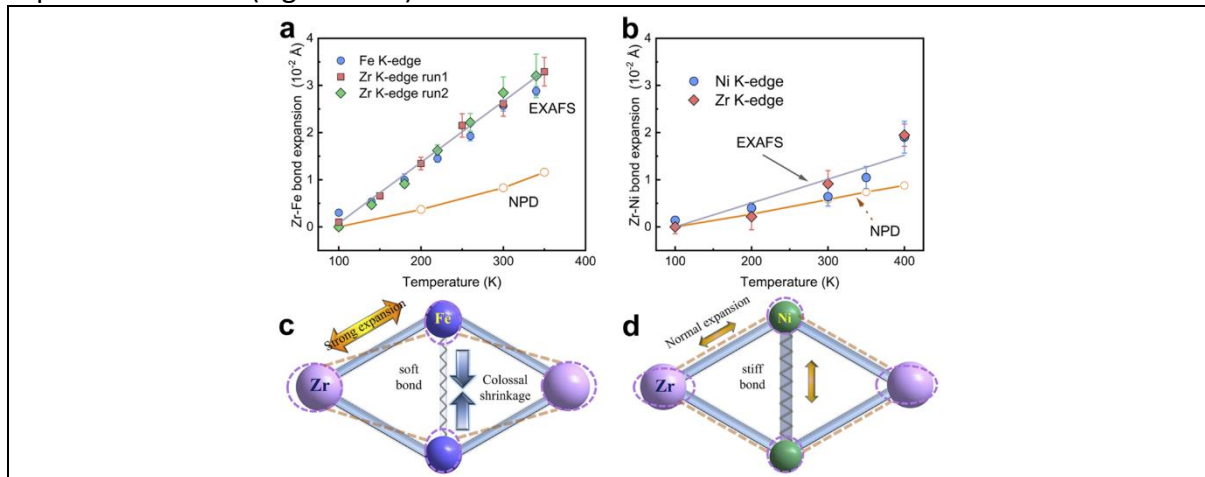 a
Zr-Fe bond expansion (10⁻² Å)
4
3
2
1
0
Fe K-edge
Zr K-edge run1
Zr K-edge run2
EXAFS
NPD
100 200 300 400
Temperature (K)
b
Zr-Ni bond expansion (10⁻² Å)
4
3
2
1
0
Ni K-edge
Zr K-edge
EXAFS
NPD
100 200 300 400
Temperature (K)
c
Strong expansion
Fe
Zr
soft
bond
Colossal
shrinkage
d
Normal expansion
Ni
Zr
stiff
bond